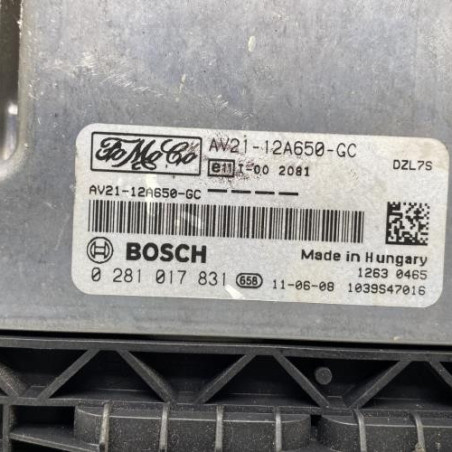 FoMoCo AV21-12A650-GC DZL7S
e11 I-00 2081
AV21-12A650-GC
BOSCH Made in Hungary
0 281 017 831 658 11-06-08 1263 0465
1039S47016